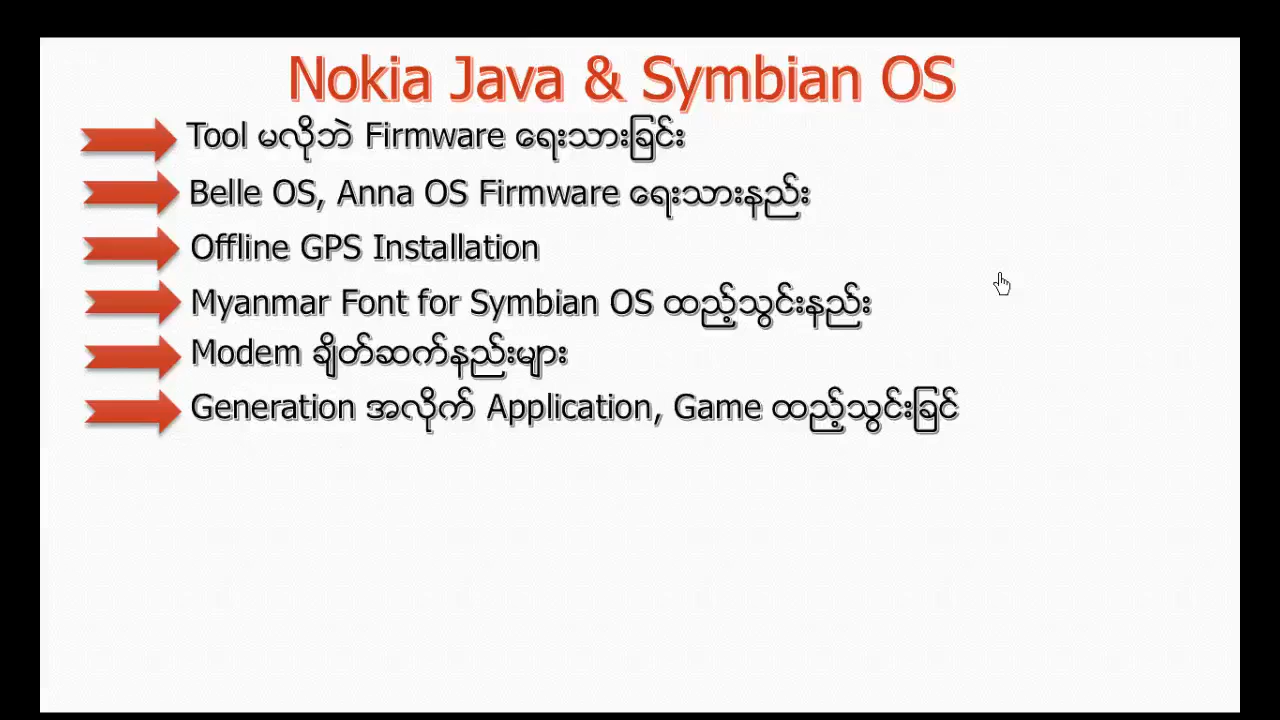 Nokia Java & Symbian OS
Tool မလိုဘဲ Firmware ရေးသားခြင်း
Belle OS, Anna OS Firmware ရေးသားနည်း
Offline GPS Installation
Myanmar Font for Symbian OS ထည့်သွင်းနည်း
Modem ချိတ်ဆက်နည်းများ
Generation အလိုက် Application, Game ထည့်သွင်းခြင်